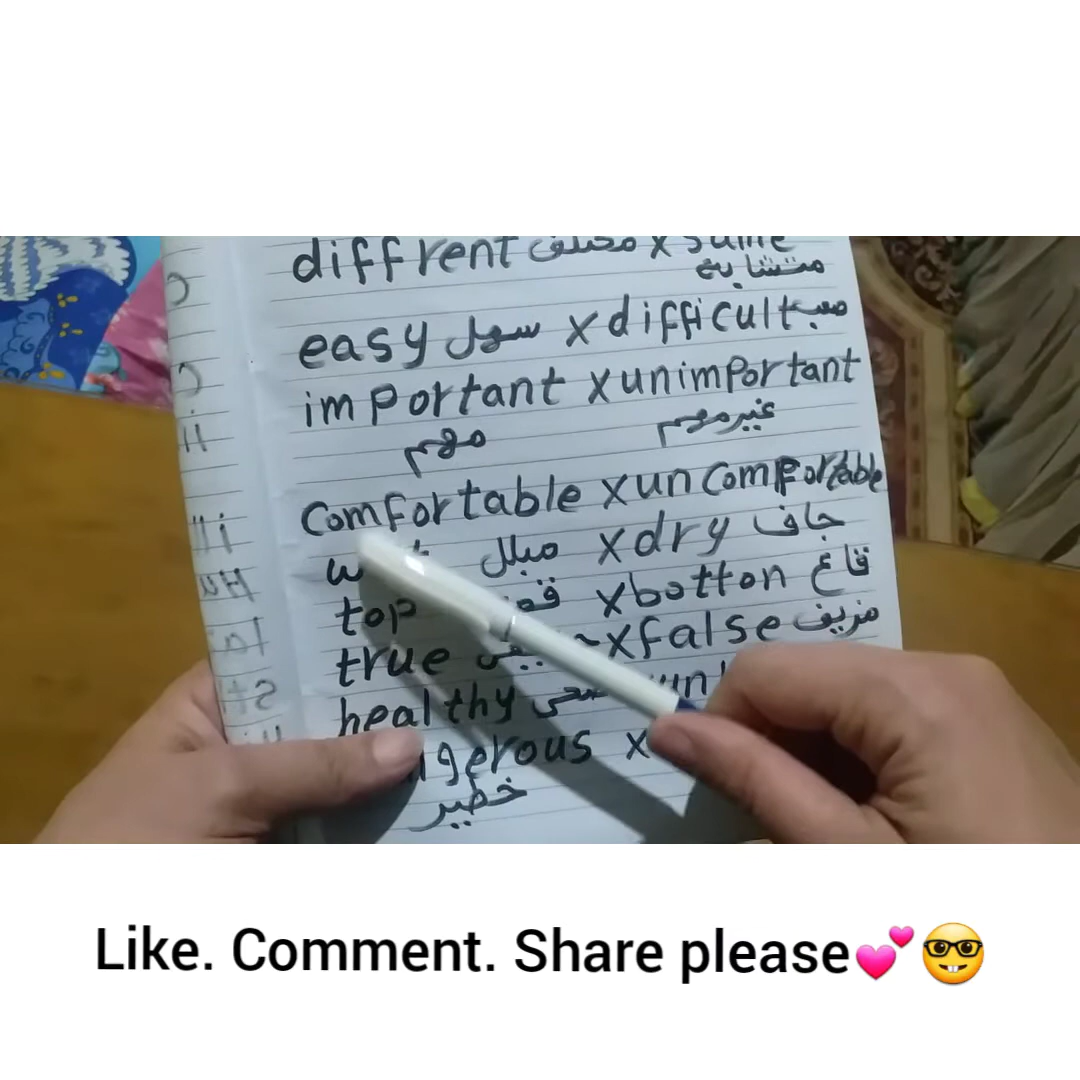 diffrent مختلف x same
متشابه
easy سهل x difficult صعب
important x unimportant
مهم غير مهم
Comfortable x uncomfortable
مبلل x dry جاف
top x botton قاع
true x false مزيف
healthy صحى
x
خطير
Like. Comment. Share please💕🤓